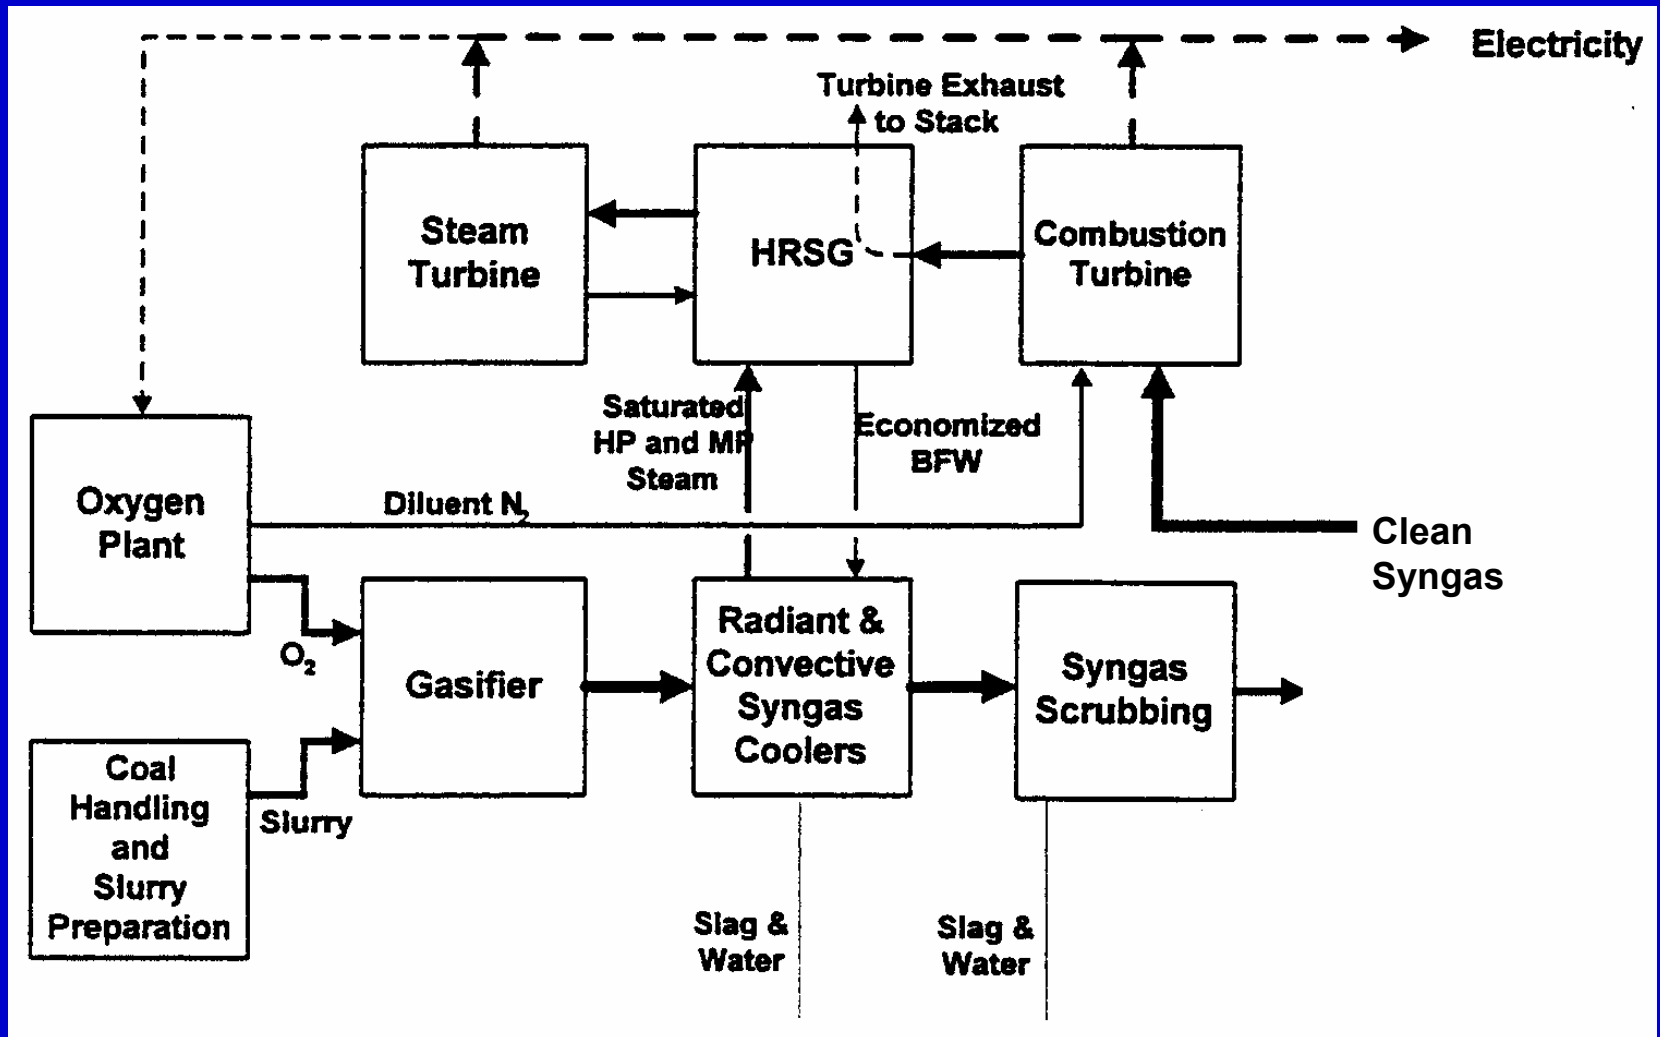 Electricity
Turbine Exhaust
to Stack
Steam
Turbine
HRSG
Combustion
Turbine
Saturated
HP and MP
Steam
Economized
BFW
Oxygen
Plant
Diluent N2
Clean
Syngas
O2
Gasifier
Radiant &
Convective
Syngas
Coolers
Syngas
Scrubbing
Coal
Handling
and
Slurry
Preparation
Slurry
Slag &
Water
Slag &
Water